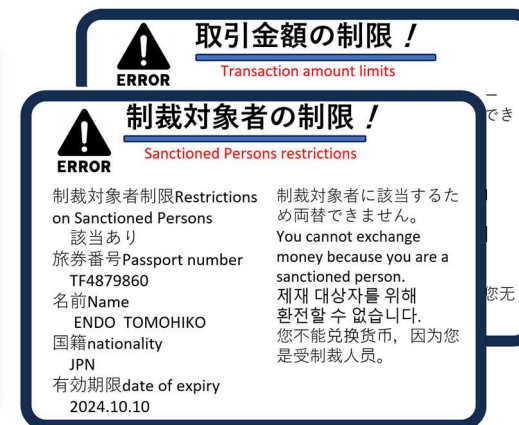 取引金額の制限！
Transaction amount limits
ERROR
でき
您无
制裁対象者の制限！
Sanctioned Persons restrictions
ERROR
制裁対象者制限Restrictions
on Sanctioned Persons
該当あり
旅券番号Passport number
TF4879860
名前Name
ENDO TOMOHIKO
国籍nationality
JPN
有効期限date of expiry
2024.10.10
制裁対象者に該当するた
め両替できません。
You cannot exchange
money because you are a
sanctioned person.
제재 대상자를 위해
환전할 수 없습니다.
您不能兑换货币，因为您
是受制裁人员。